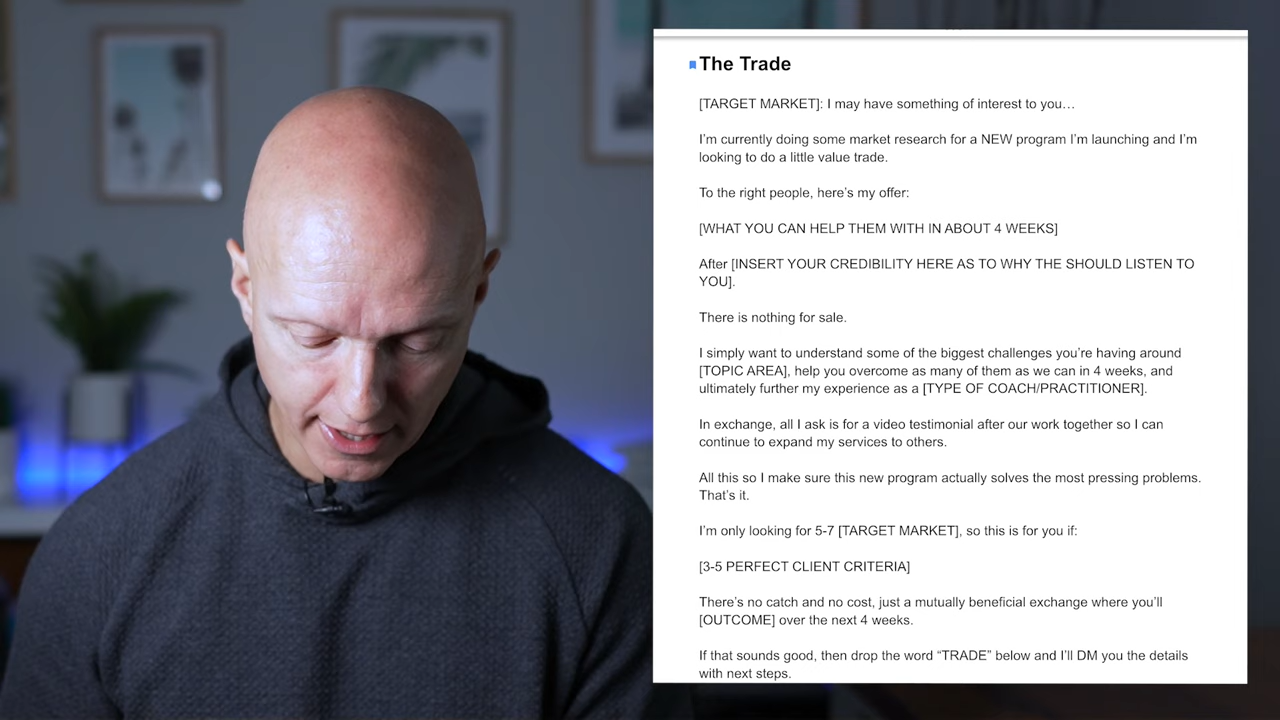 The Trade
[TARGET MARKET]: I may have something of interest to you…
I'm currently doing some market research for a NEW program I'm launching and I'm
looking to do a little value trade.
To the right people, here's my offer:
[WHAT YOU CAN HELP THEM WITH IN ABOUT 4 WEEKS]
After [INSERT YOUR CREDIBILITY HERE AS TO WHY THE SHOULD LISTEN TO
YOU].
There is nothing for sale.
I simply want to understand some of the biggest challenges you're having around
[TOPIC AREA], help you overcome as many of them as we can in 4 weeks, and
ultimately further my experience as a [TYPE OF COACH/PRACTITIONER].
In exchange, all I ask is for a video testimonial after our work together so I can
continue to expand my services to others.
All this so I make sure this new program actually solves the most pressing problems.
That's it.
I'm only looking for 5-7 [TARGET MARKET], so this is for you if:
[3-5 PERFECT CLIENT CRITERIA]
There's no catch and no cost, just a mutually beneficial exchange where you'll
[OUTCOME] over the next 4 weeks.
If that sounds good, then drop the word “TRADE” below and I'll DM you the details
with next steps.